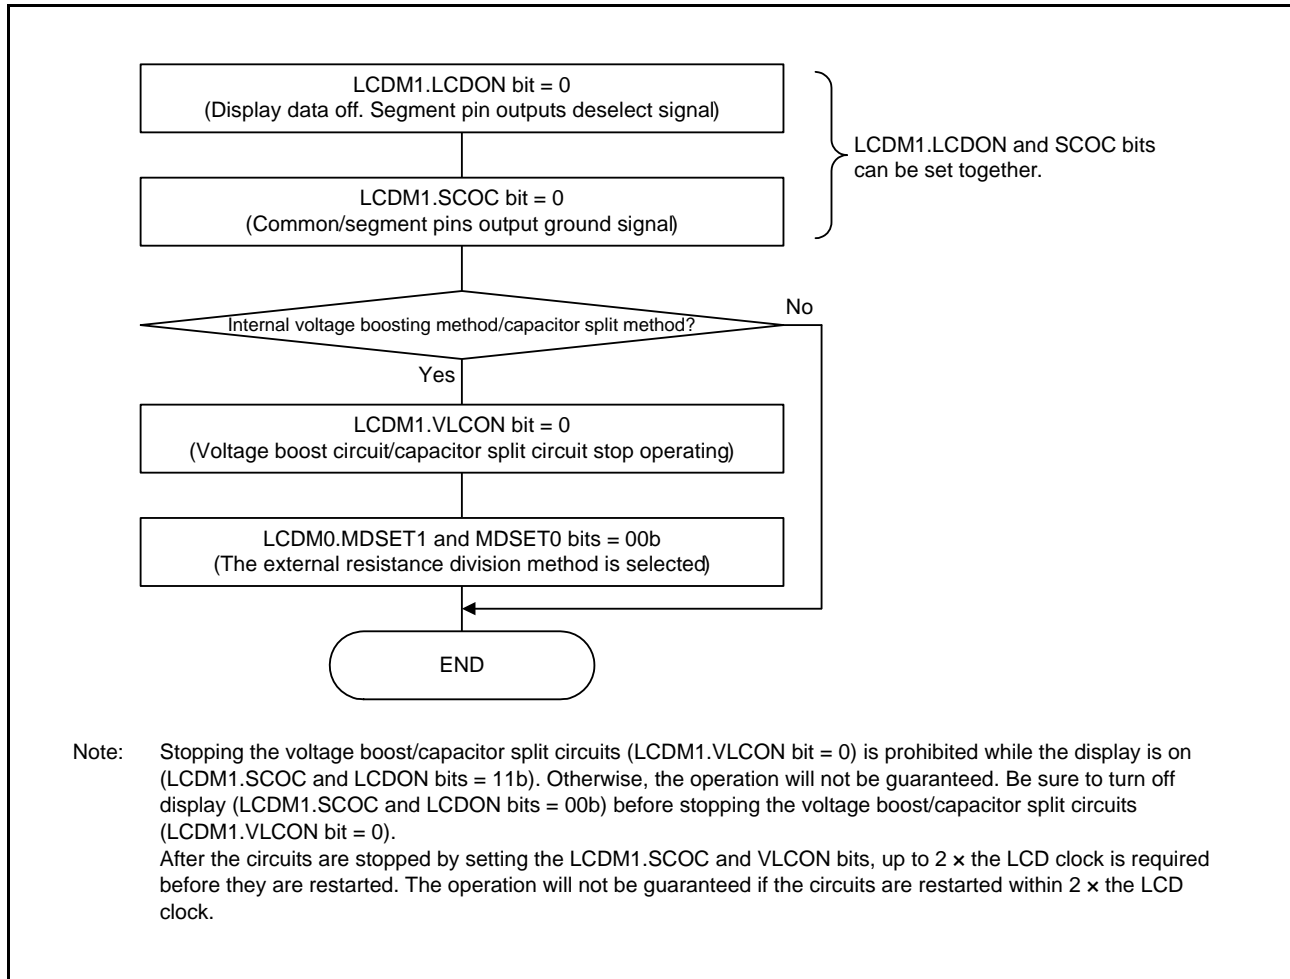 LCDM1.LCDON bit = 0
(Display data off. Segment pin outputs deselect signal)
LCDM1.LCDON and SCOC bits
can be set together.
LCDM1.SCOC bit = 0
(Common/segment pins output ground signal)
Internal voltage boosting method/capacitor split method?
No
Yes
LCDM1.VLCON bit = 0
(Voltage boost circuit/capacitor split circuit stop operating)
LCDM0.MDSET1 and MDSET0 bits = 00b
(The external resistance division method is selected)
END
Note: Stopping the voltage boost/capacitor split circuits (LCDM1.VLCON bit = 0) is prohibited while the display is on
(LCDM1.SCOC and LCDON bits = 11b). Otherwise, the operation will not be guaranteed. Be sure to turn off
display (LCDM1.SCOC and LCDON bits = 00b) before stopping the voltage boost/capacitor split circuits
(LCDM1.VLCON bit = 0).
After the circuits are stopped by setting the LCDM1.SCOC and VLCON bits, up to 2 × the LCD clock is required
before they are restarted. The operation will not be guaranteed if the circuits are restarted within 2 × the LCD
clock.